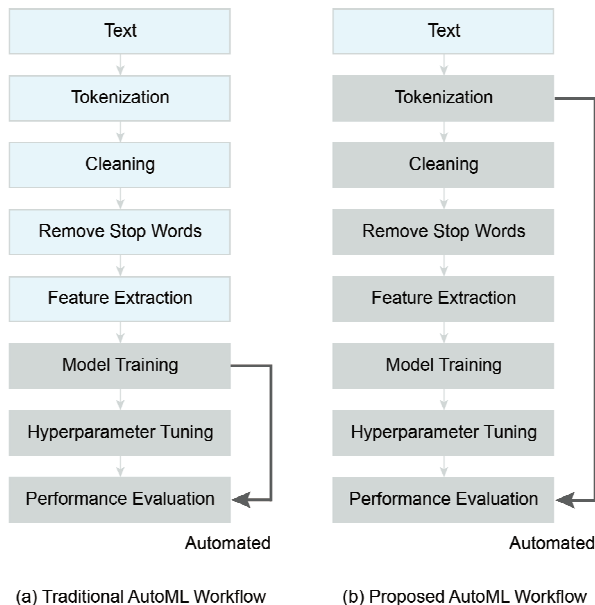 Text
Tokenization
Cleaning
Remove Stop Words
Feature Extraction
Model Training
Hyperparameter Tuning
Performance Evaluation
Automated
(a) Traditional AutoML Workflow
Text
Tokenization
Cleaning
Remove Stop Words
Feature Extraction
Model Training
Hyperparameter Tuning
Performance Evaluation
Automated
(b) Proposed AutoML Workflow